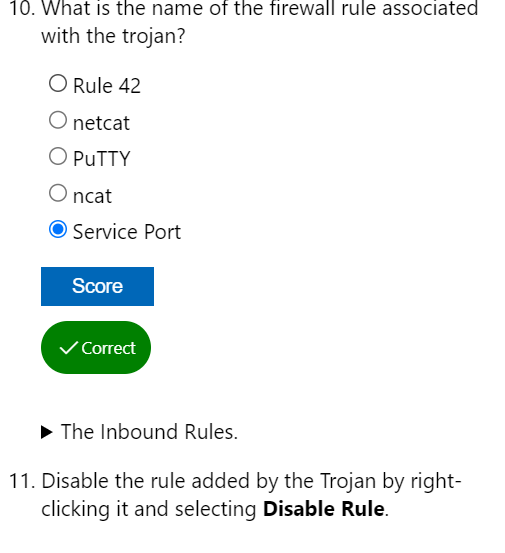 10. What is the name of the firewall rule associated
with the trojan?
Rule 42
netcat
PuTTY
ncat
Service Port
Score
Correct
The Inbound Rules.
11. Disable the rule added by the Trojan by right-
clicking it and selecting Disable Rule.